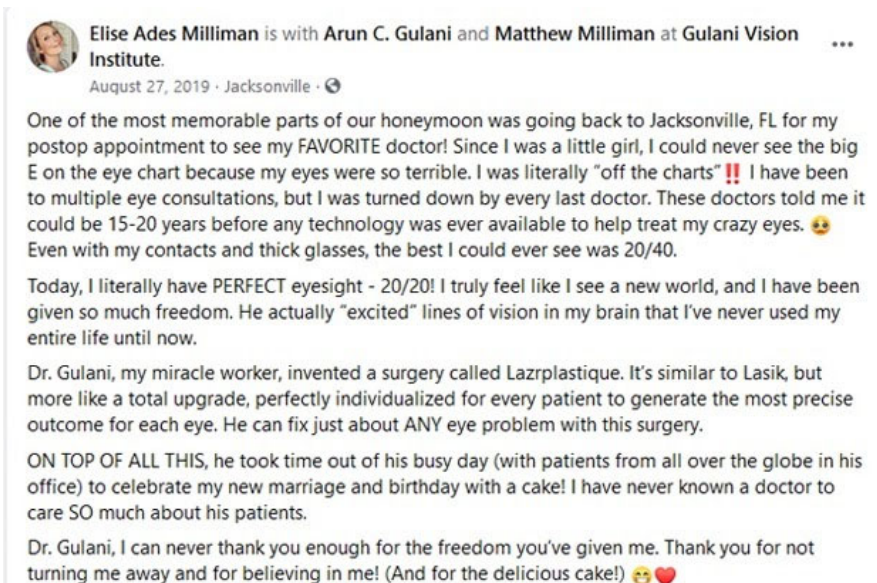 Elise Ades Milliman is with Arun C. Gulani and Matthew Milliman at Gulani Vision
Institute.
August 27, 2019 · Jacksonville ·
One of the most memorable parts of our honeymoon was going back to Jacksonville, FL for my
postop appointment to see my FAVORITE doctor! Since I was a little girl, I could never see the big
E on the eye chart because my eyes were so terrible. I was literally "off the charts"‼️ I have been
to multiple eye consultations, but I was turned down by every last doctor. These doctors told me it
could be 15-20 years before any technology was ever available to help treat my crazy eyes. 🥺
Even with my contacts and thick glasses, the best I could ever see was 20/40.
Today, I literally have PERFECT eyesight - 20/20! I truly feel like I see a new world, and I have been
given so much freedom. He actually "excited" lines of vision in my brain that I've never used my
entire life until now.
Dr. Gulani, my miracle worker, invented a surgery called Lazrplastique. It's similar to Lasik, but
more like a total upgrade, perfectly individualized for every patient to generate the most precise
outcome for each eye. He can fix just about ANY eye problem with this surgery.
ON TOP OF ALL THIS, he took time out of his busy day (with patients from all over the globe in his
office) to celebrate my new marriage and birthday with a cake! I have never known a doctor to
care SO much about his patients.
Dr. Gulani, I can never thank you enough for the freedom you've given me. Thank you for not
turning me away and for believing in me! (And for the delicious cake!) 😁❤️